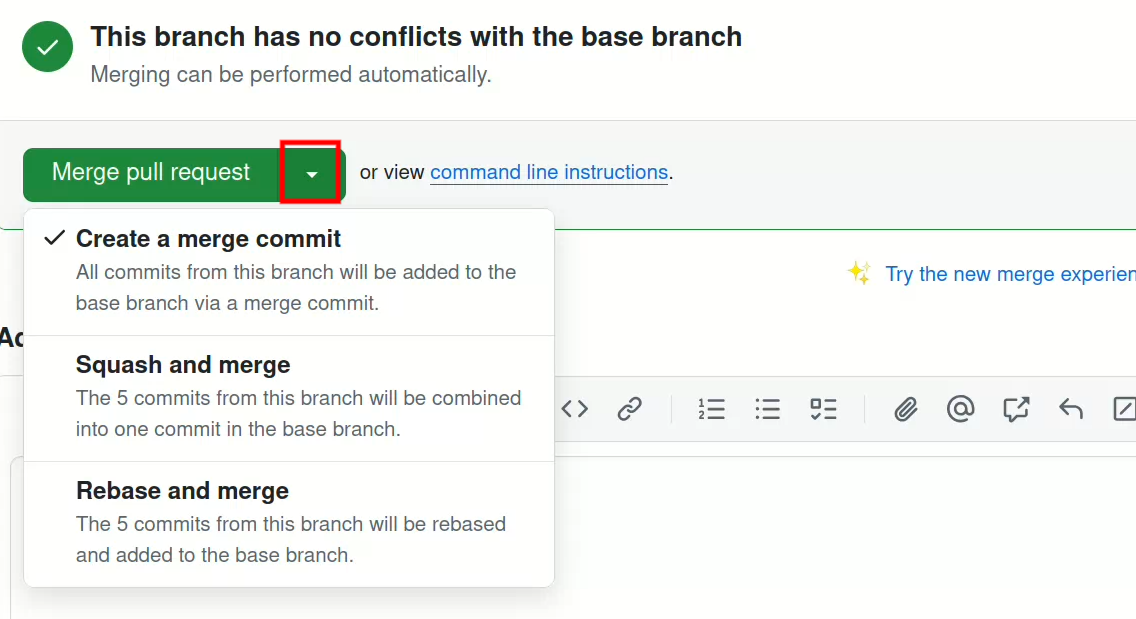 This branch has no conflicts with the base branch
Merging can be performed automatically.
Merge pull request
or view command line instructions.
Create a merge commit
All commits from this branch will be added to the
base branch via a merge commit.
Try the new merge experien
Squash and merge
The 5 commits from this branch will be combined
into one commit in the base branch.
Rebase and merge
The 5 commits from this branch will be rebased
and added to the base branch.